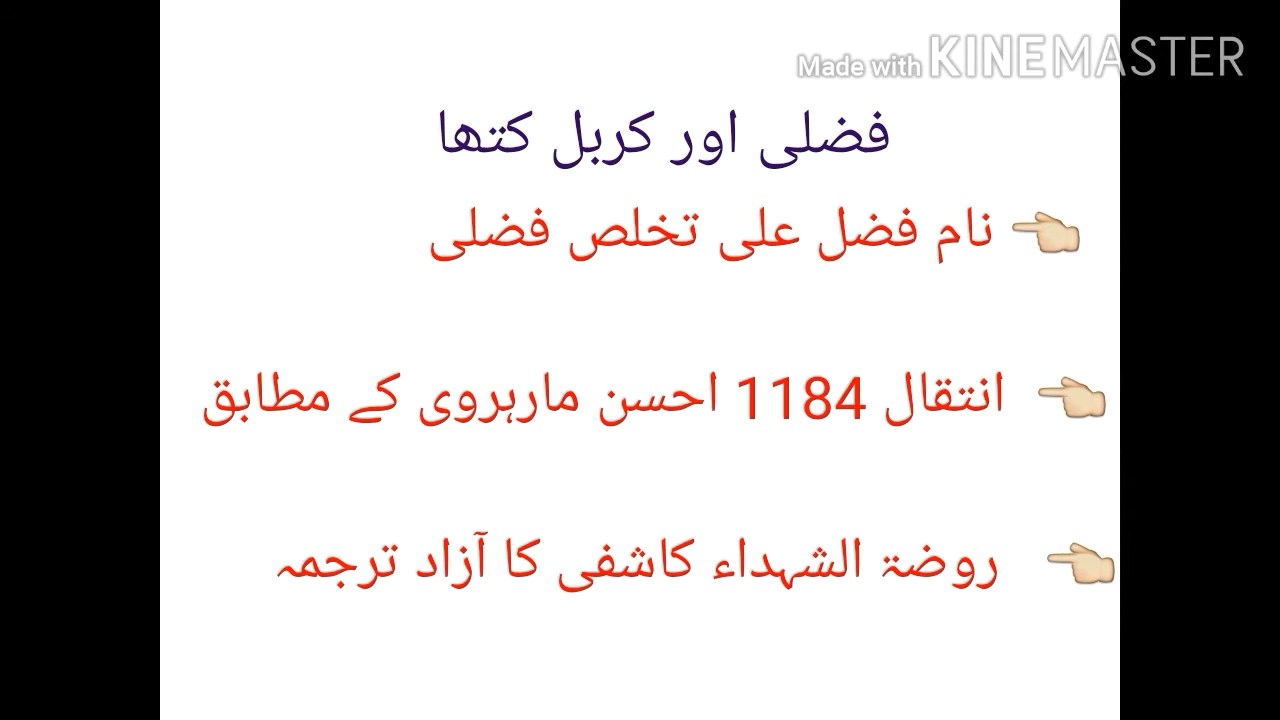 Made with KINEMASTER
فضلی اور کربل کتھا
نام فضل علی تخلص فضلی
انتقال 1184 احسن مارہروی کے مطابق
روضۃ الشہداء کاشفی کا آزاد ترجمہ